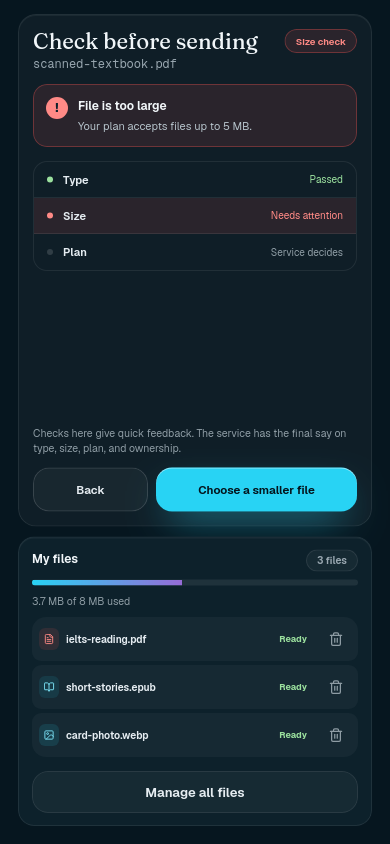 Check before sending
Size check
scanned-textbook.pdf
!
File is too large
Your plan accepts files up to 5 MB.
Type
Passed
Size
Needs attention
Plan
Service decides
Checks here give quick feedback. The service has the final say on
type, size, plan, and ownership.
Back
Choose a smaller file
My files
3 files
3.7 MB of 8 MB used
ielts-reading.pdf
Ready
short-stories.epub
Ready
card-photo.webp
Ready
Manage all files